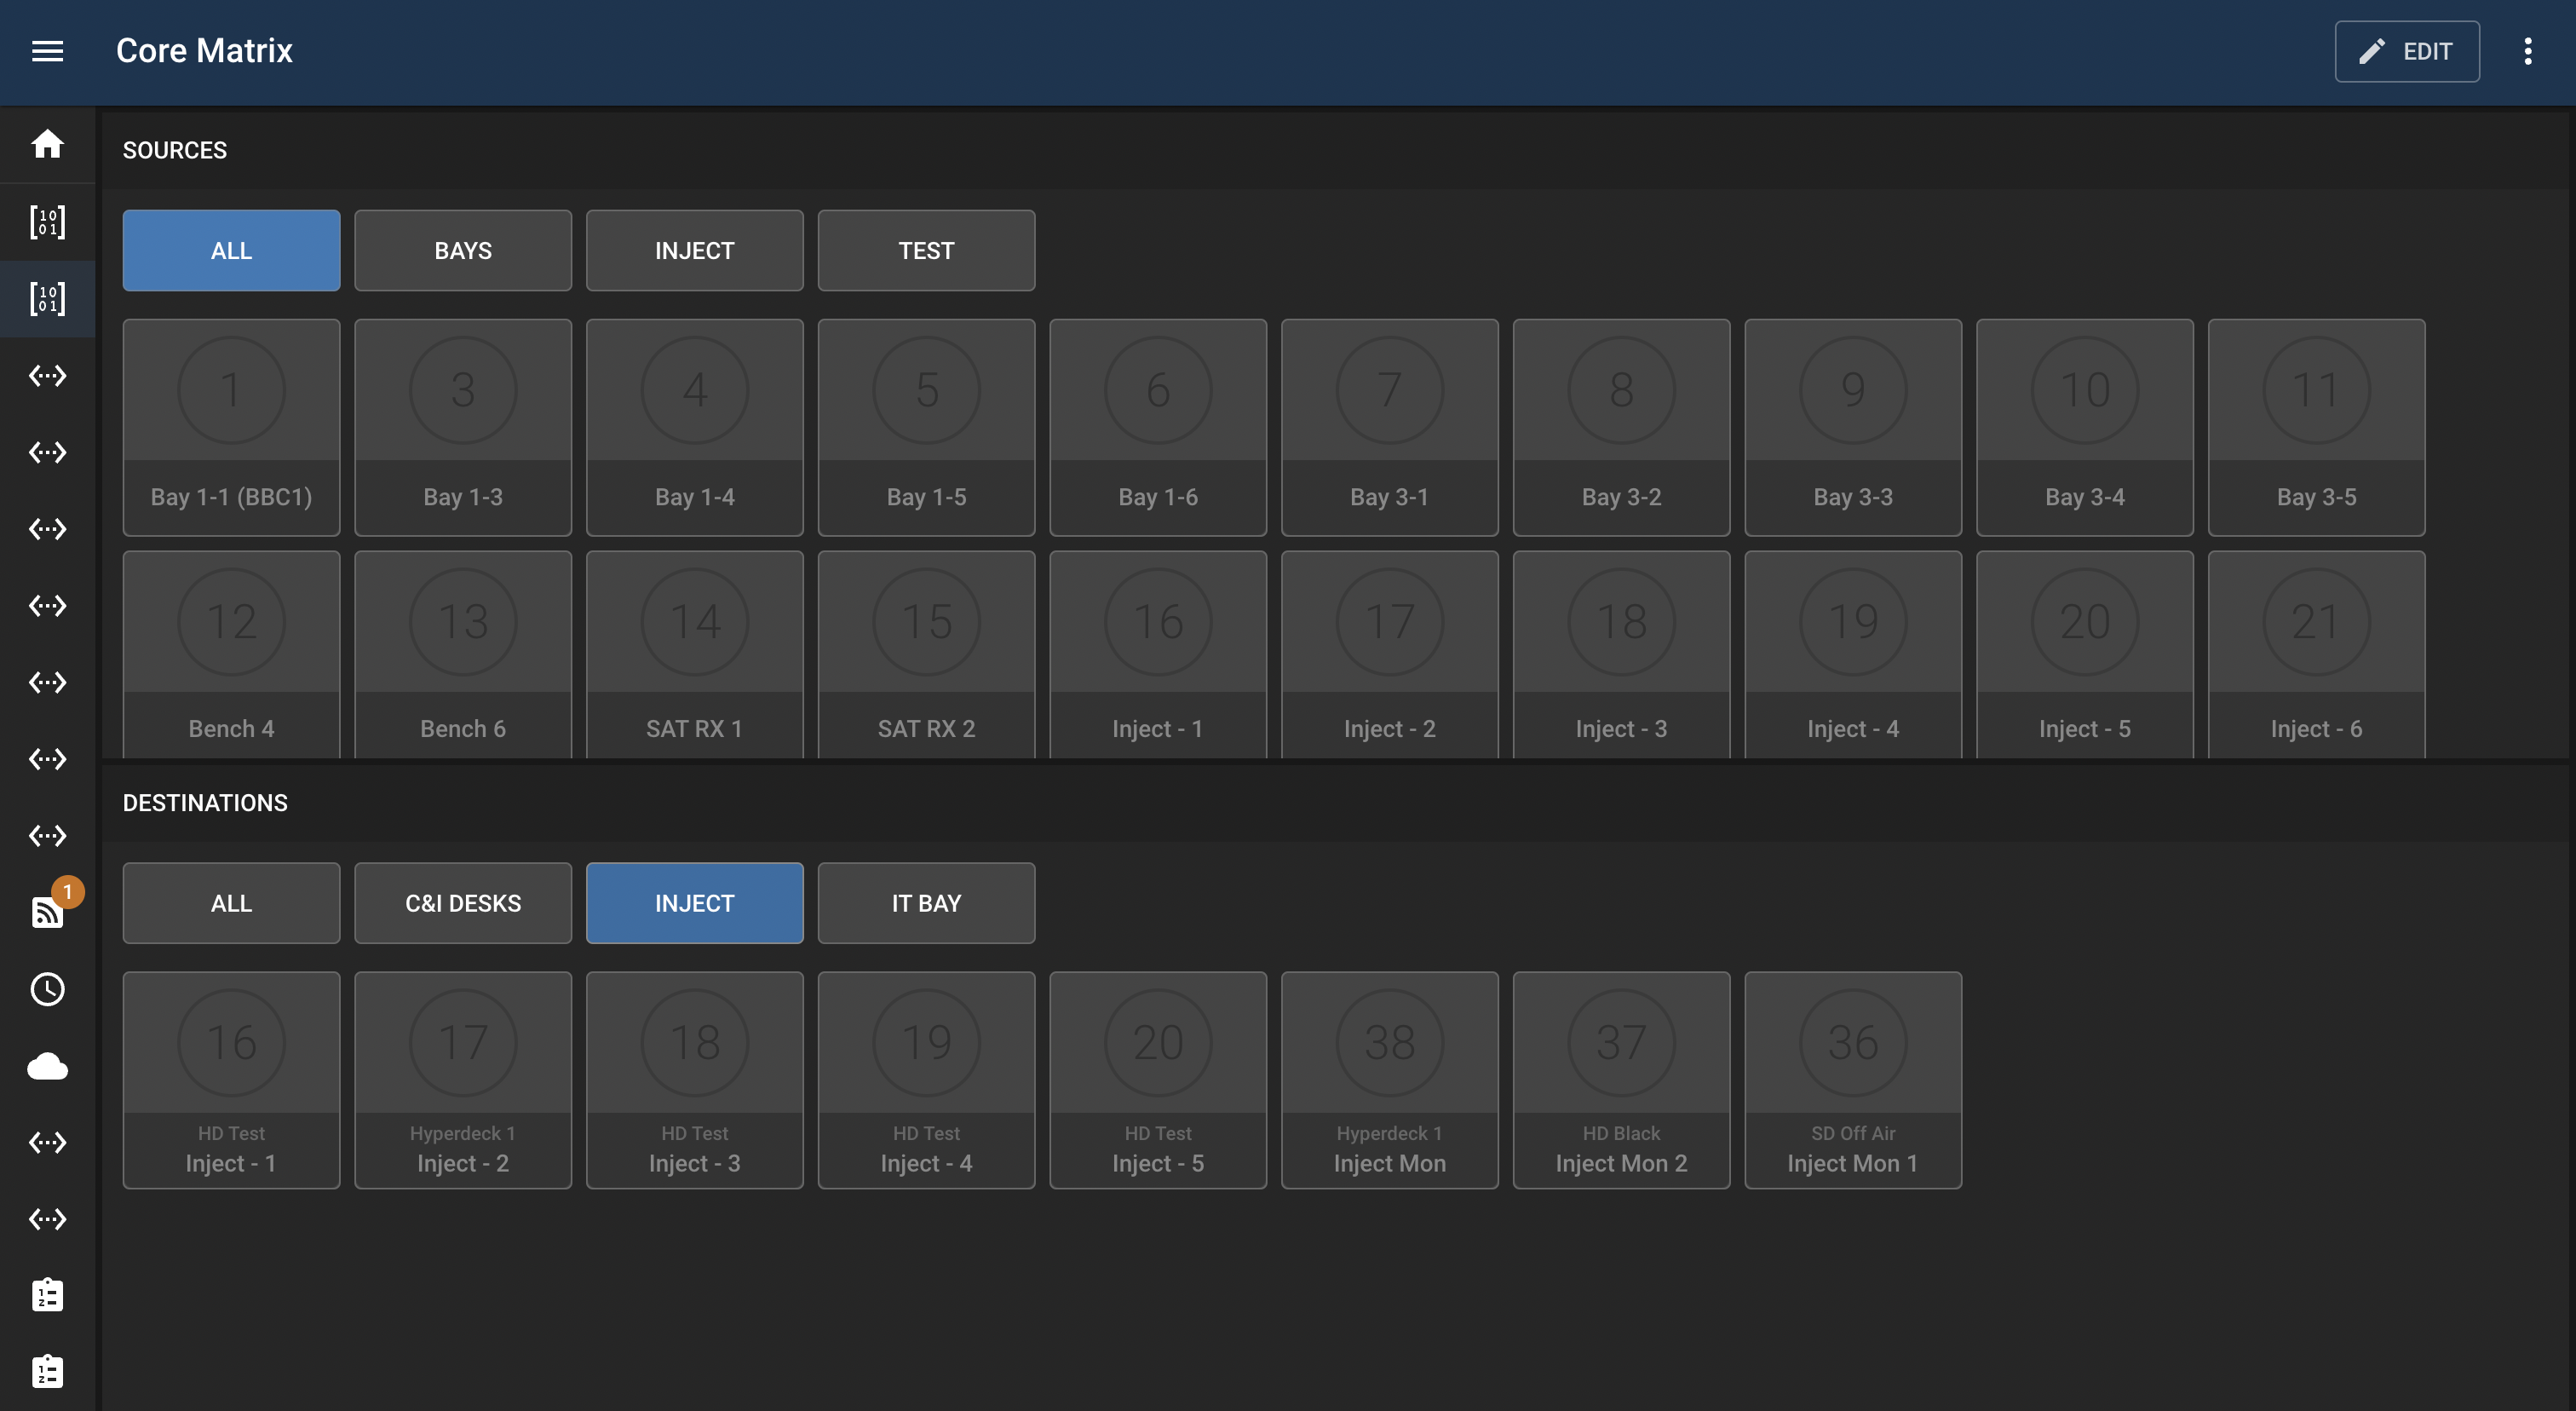 Core Matrix
EDIT
SOURCES
ALL
BAYS
INJECT
TEST
1
3
4
5
6
7
8
9
10
11
Bay 1-1 (BBC1)
Bay 1-3
Bay 1-4
Bay 1-5
Bay 1-6
Bay 3-1
Bay 3-2
Bay 3-3
Bay 3-4
Bay 3-5
12
13
14
15
16
17
18
19
20
21
Bench 4
Bench 6
SAT RX 1
SAT RX 2
Inject - 1
Inject - 2
Inject - 3
Inject - 4
Inject - 5
Inject - 6
DESTINATIONS
1
ALL
C&I DESKS
INJECT
IT BAY
16
17
18
19
20
38
37
36
HD Test
Inject - 1
Hyperdeck 1
Inject - 2
HD Test
Inject - 3
HD Test
Inject - 4
HD Test
Inject - 5
Hyperdeck 1
Inject Mon
HD Black
Inject Mon 2
SD Off Air
Inject Mon 1